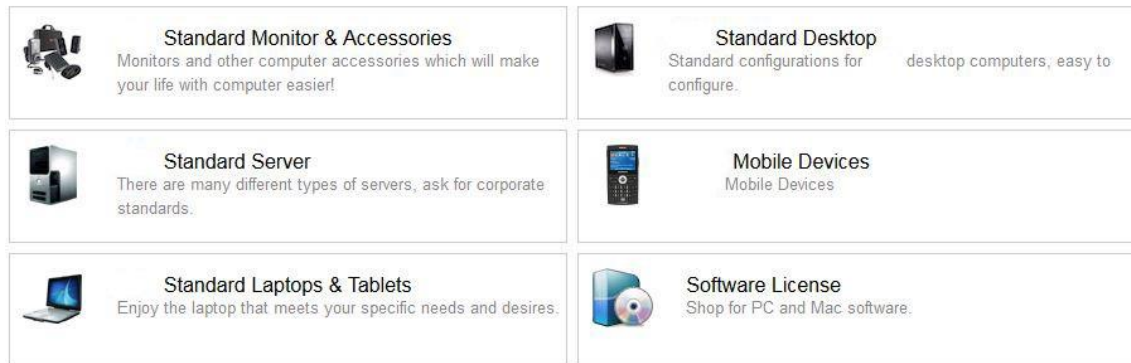 Standard Monitor & Accessories
Monitors and other computer accessories which will make
your life with computer easier!
Standard Desktop
Standard configurations for desktop computers, easy to
configure.
Standard Server
There are many different types of servers, ask for corporate
standards.
Mobile Devices
Mobile Devices
Standard Laptops & Tablets
Enjoy the laptop that meets your specific needs and desires.
Software License
Shop for PC and Mac software.